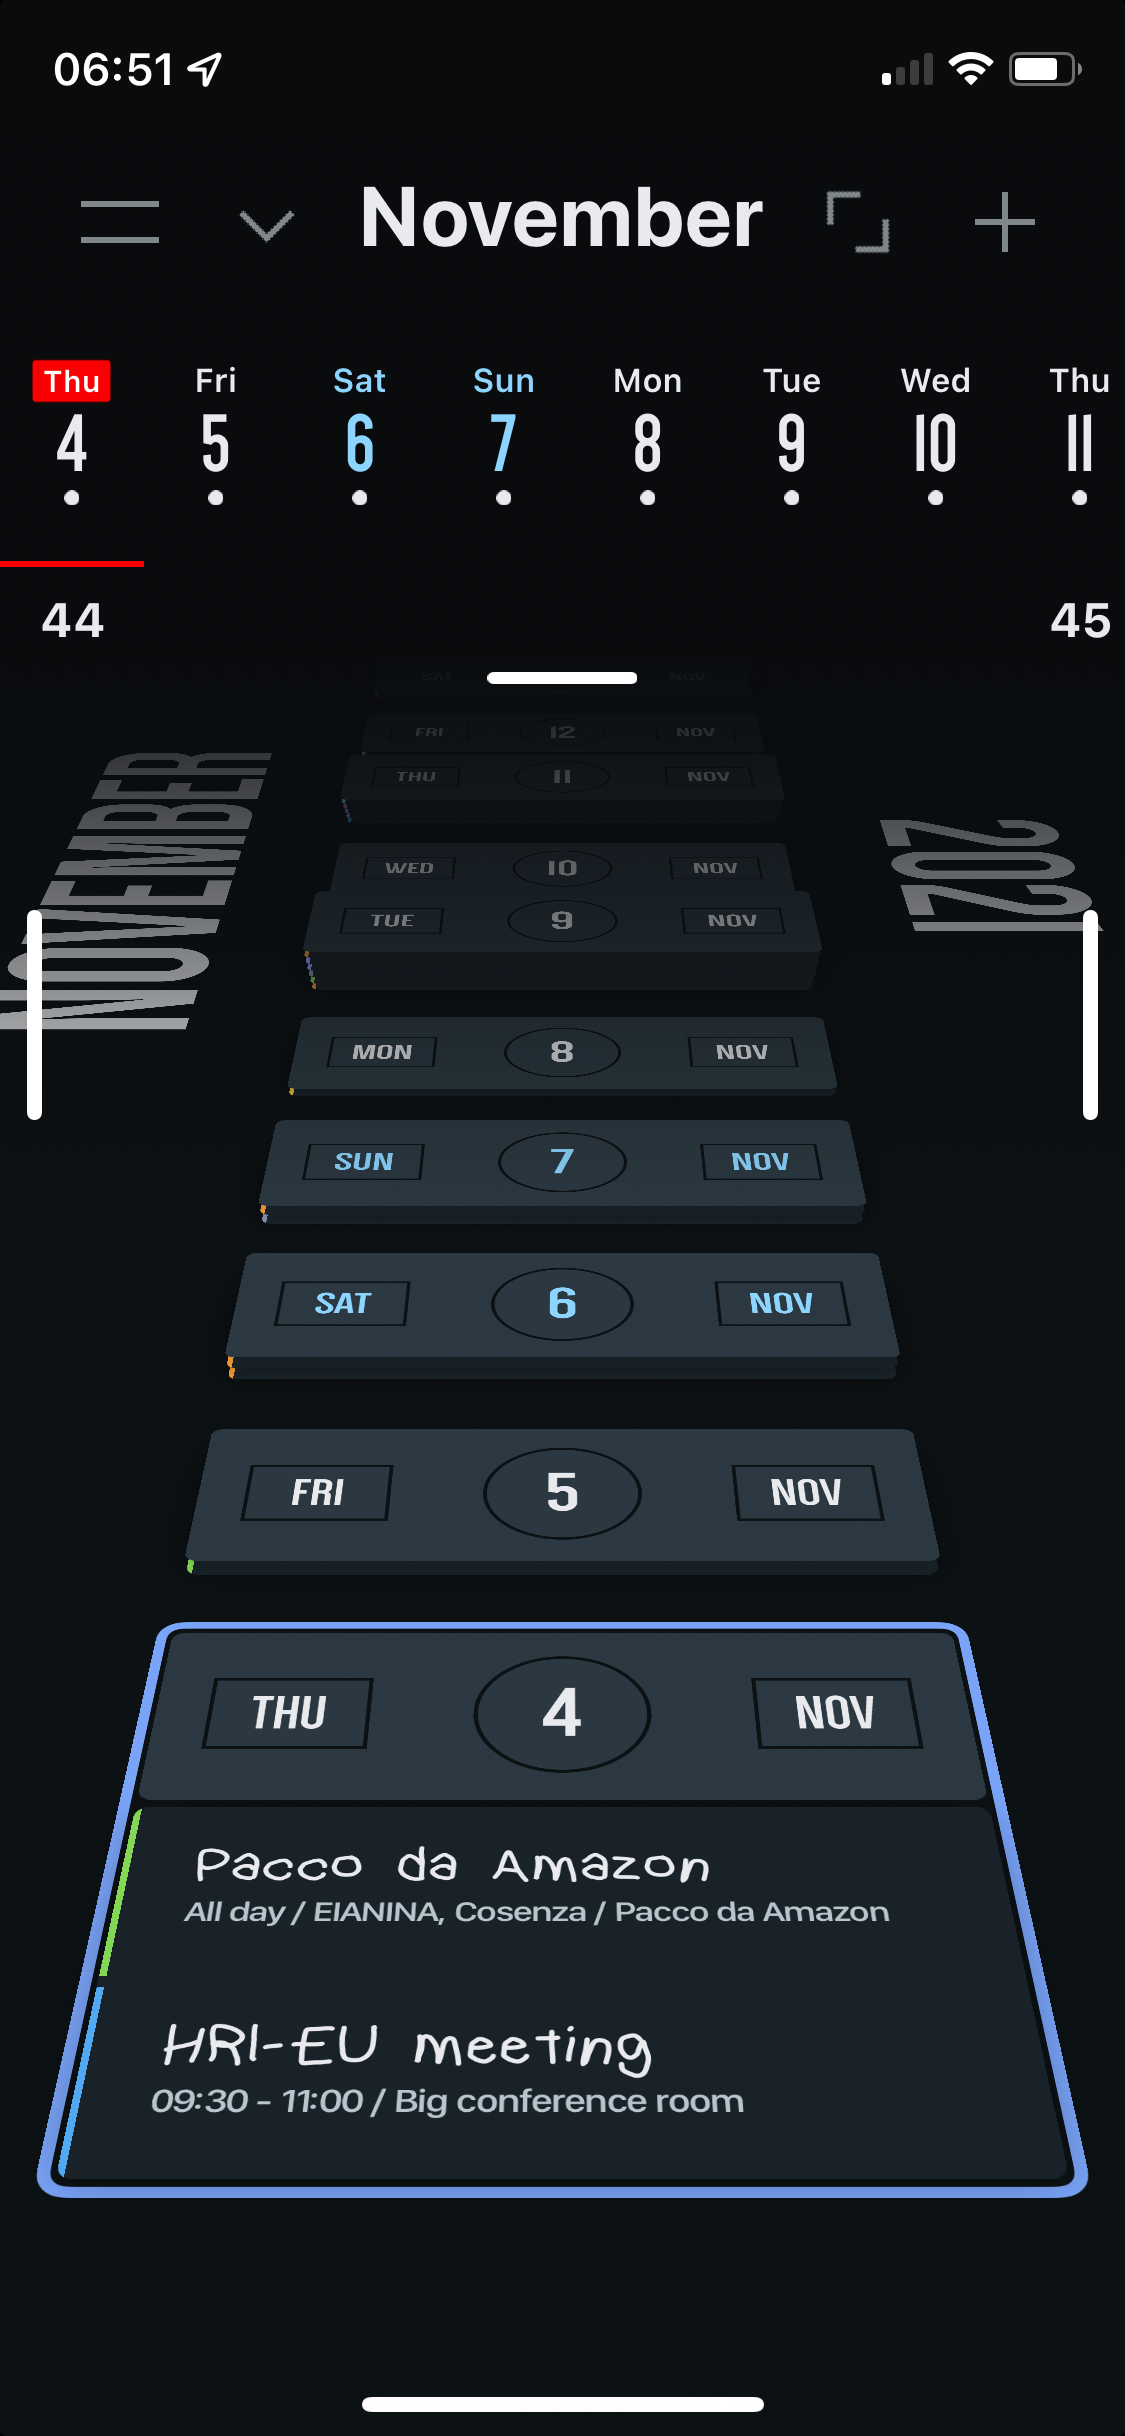 06:51
November
Thu Fri Sat Sun Mon Tue Wed Thu
4 5 6 7 8 9 10 11
44 45
SAT NOV
FRI 12 NOV
THU 11 NOV
WED 10 NOV
TUE 9 NOV
MON 8 NOV
SUN 7 NOV
SAT 6 NOV
FRI 5 NOV
THU 4 NOV
NOVEMBER
2021
Pacco da Amazon
All day / EIANINA, Cosenza / Pacco da Amazon
HRI-EU meeting
09:30 - 11:00 / Big conference room